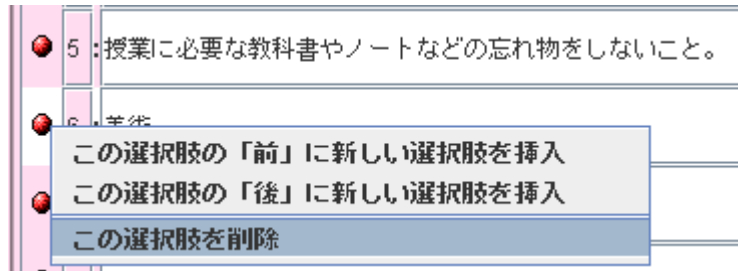 5:授業に必要な教科書やノートなどの忘れ物をしないこと。
6:美術
この選択肢の「前」に新しい選択肢を挿入
この選択肢の「後」に新しい選択肢を挿入
この選択肢を削除